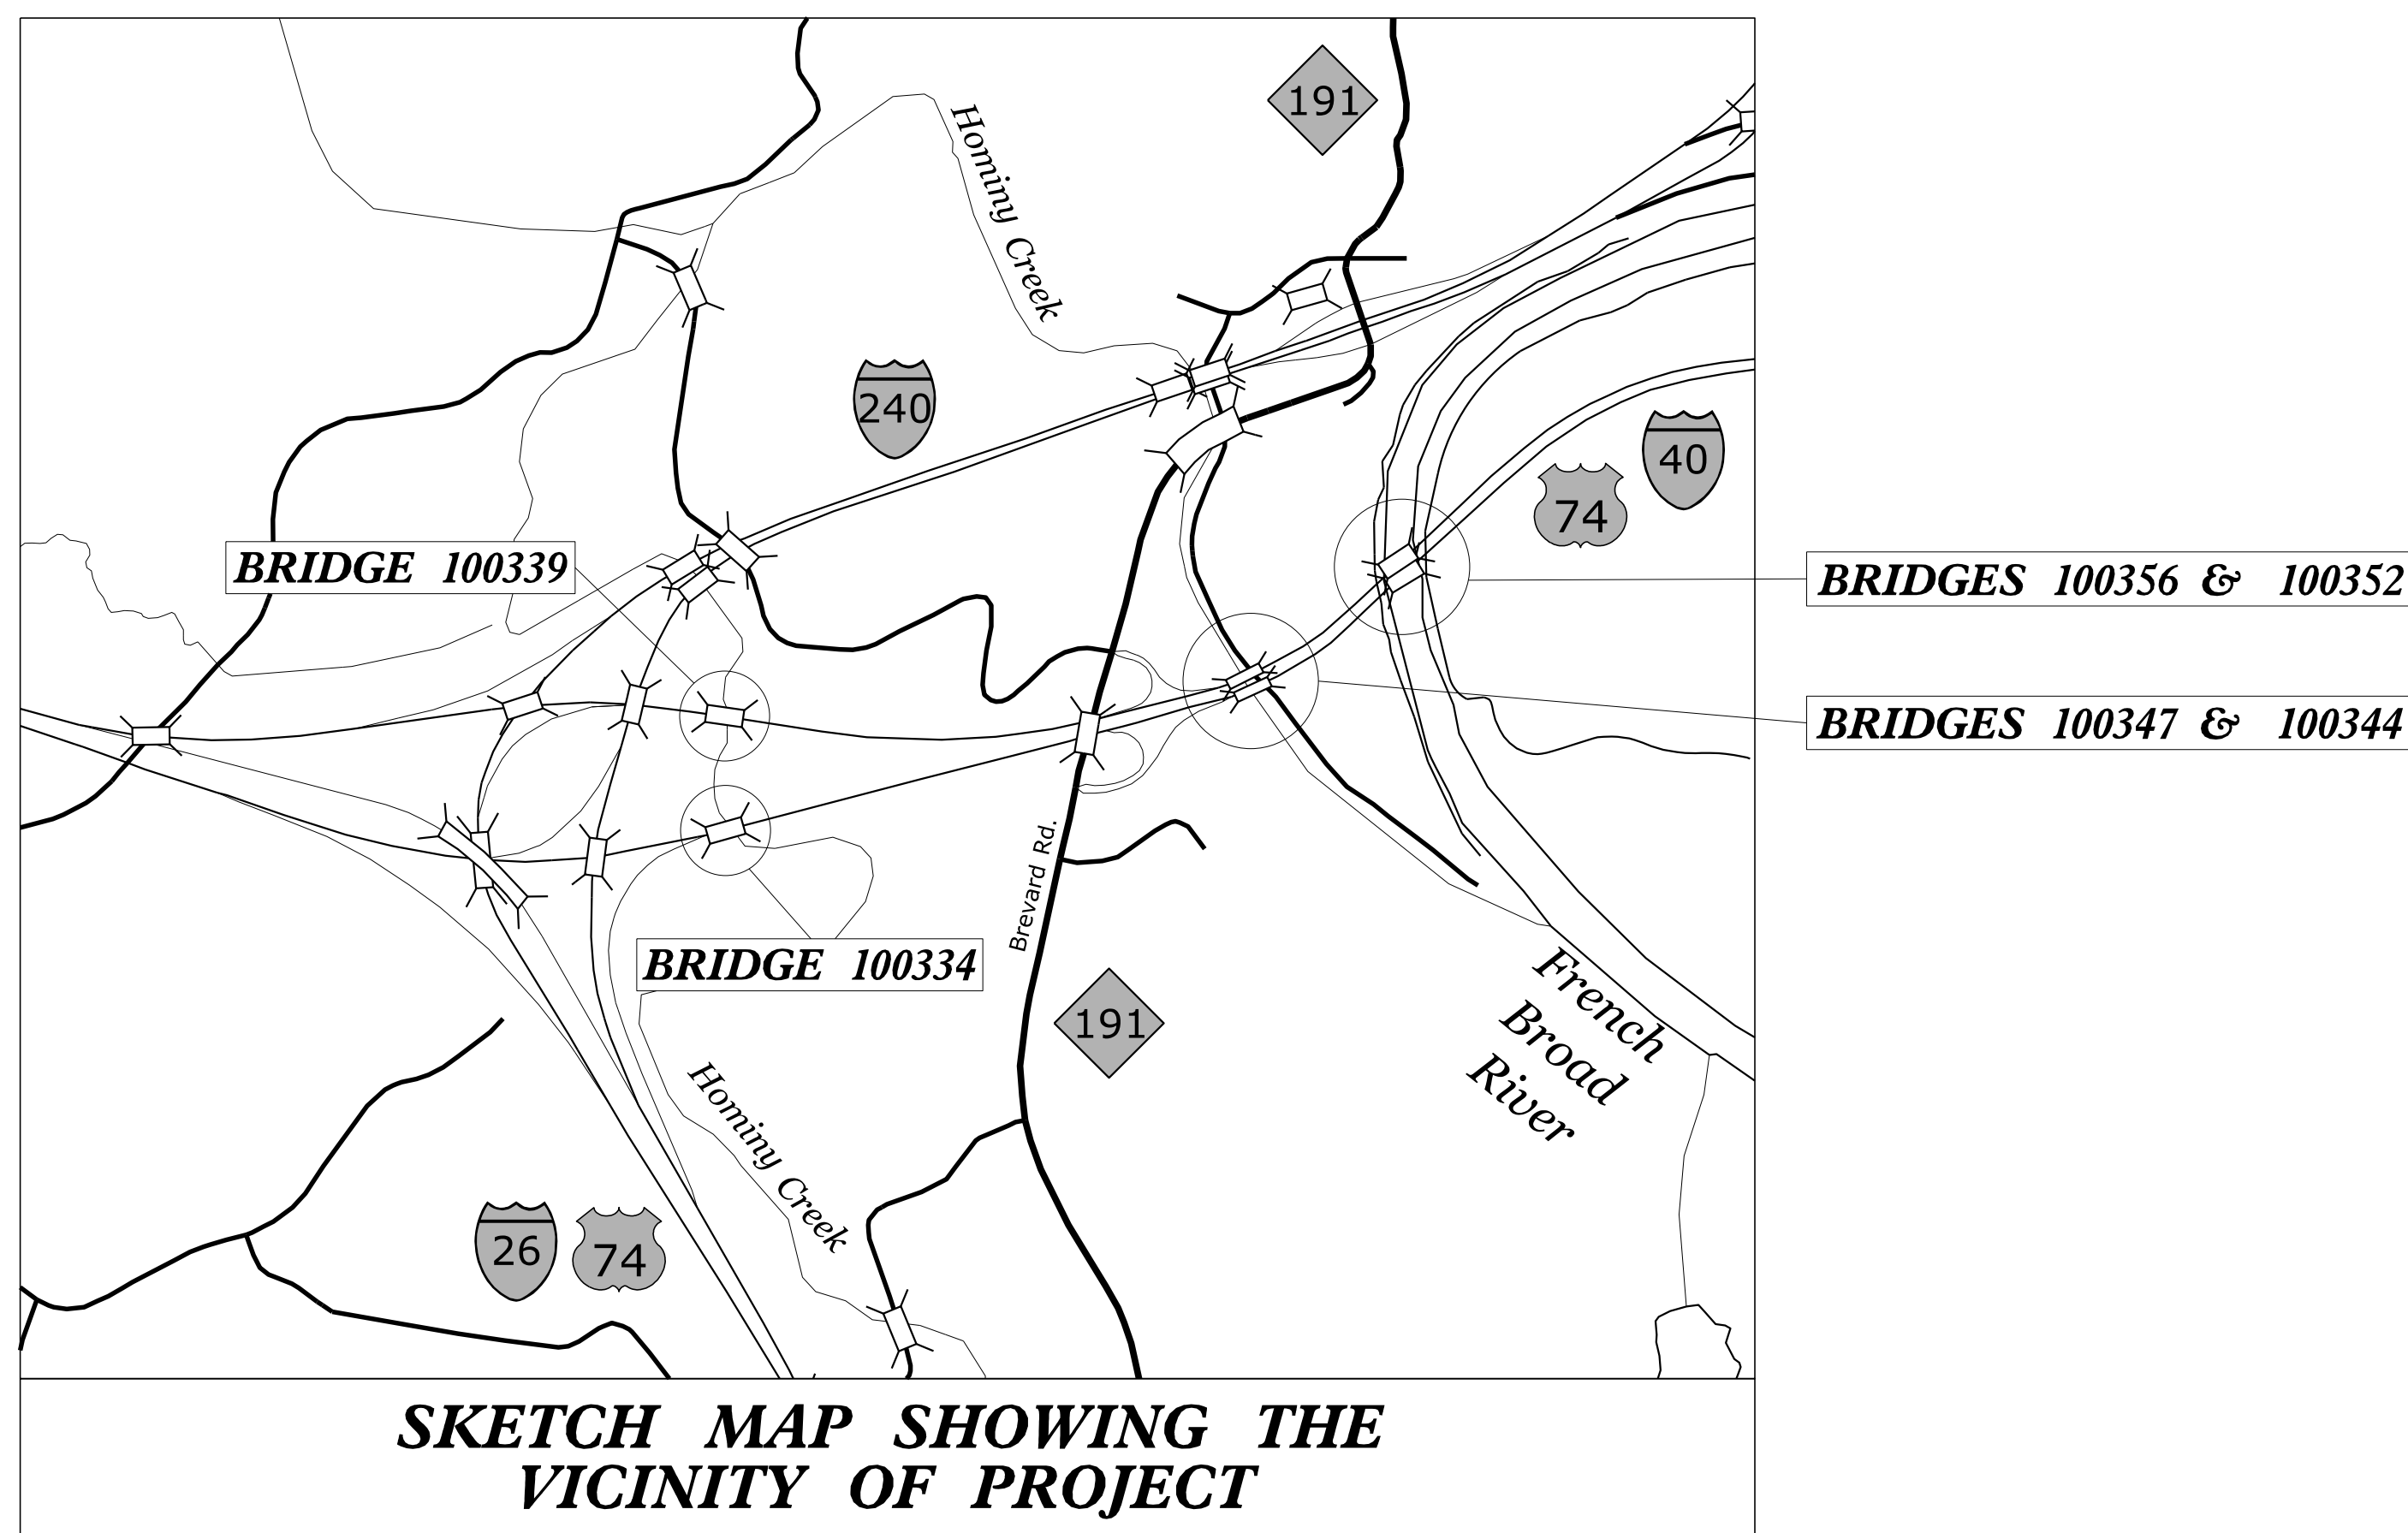 191
Hominy Creek
240
40
74
BRIDGE 100339
BRIDGES 100356 & 100352
BRIDGES 100347 & 100344
Brevard Rd.
BRIDGE 100334
French
Broad
River
191
Hominy Creek
26
74
SKETCH MAP SHOWING THE
VICINITY OF PROJECT